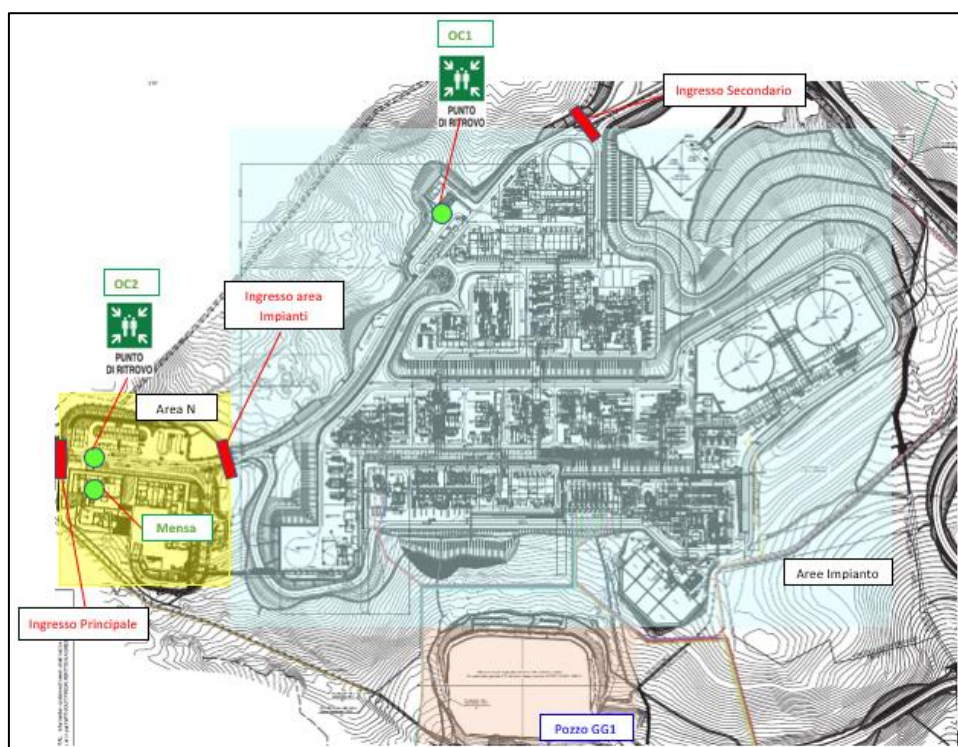 OC1
PUNTO
DI RITROVO
Ingresso Secondario
OC2
PUNTO
DI RITROVO
Ingresso area
Impianti
Area N
Mensa
Ingresso Principale
Aree Impianto
Pozzo GG1